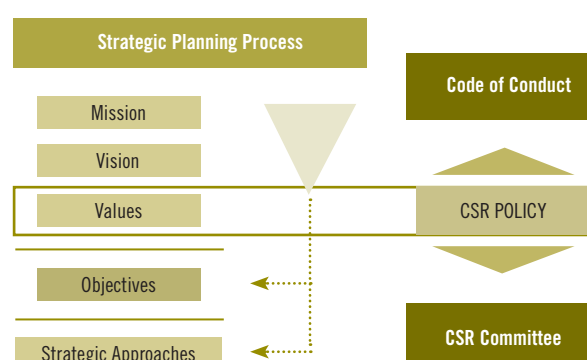 Strategic Planning Process
Code of Conduct
Mission
Vision
Values
CSR POLICY
Objectives
CSR Committee
Strategic Approaches